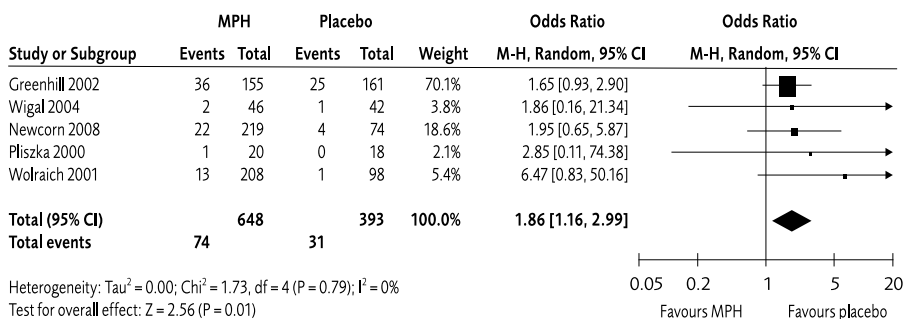 MPH Placebo Odds Ratio Odds Ratio
Study or Subgroup Events Total Events Total Weight M-H, Random, 95% CI M-H, Random, 95% CI
Greenhill 2002 36 155 25 161 70.1% 1.65 [0.93, 2.90]
Wigal 2004 2 46 1 42 3.8% 1.86 [0.16, 21.34]
Newcorn 2008 22 219 4 74 18.6% 1.95 [0.65, 5.87]
Pliszka 2000 1 20 0 18 2.1% 2.85 [0.11, 74.38]
Wolraich 2001 13 208 1 98 5.4% 6.47 [0.83, 50.16]
Total (95% CI) 648 393 100.0% 1.86 [1.16, 2.99]
Total events 74 31
Heterogeneity: Tau² = 0.00; Chi² = 1.73, df = 4 (P = 0.79); I² = 0%
Test for overall effect: Z = 2.56 (P = 0.01)
0.05 0.2 1 5 20
Favours MPH Favours placebo